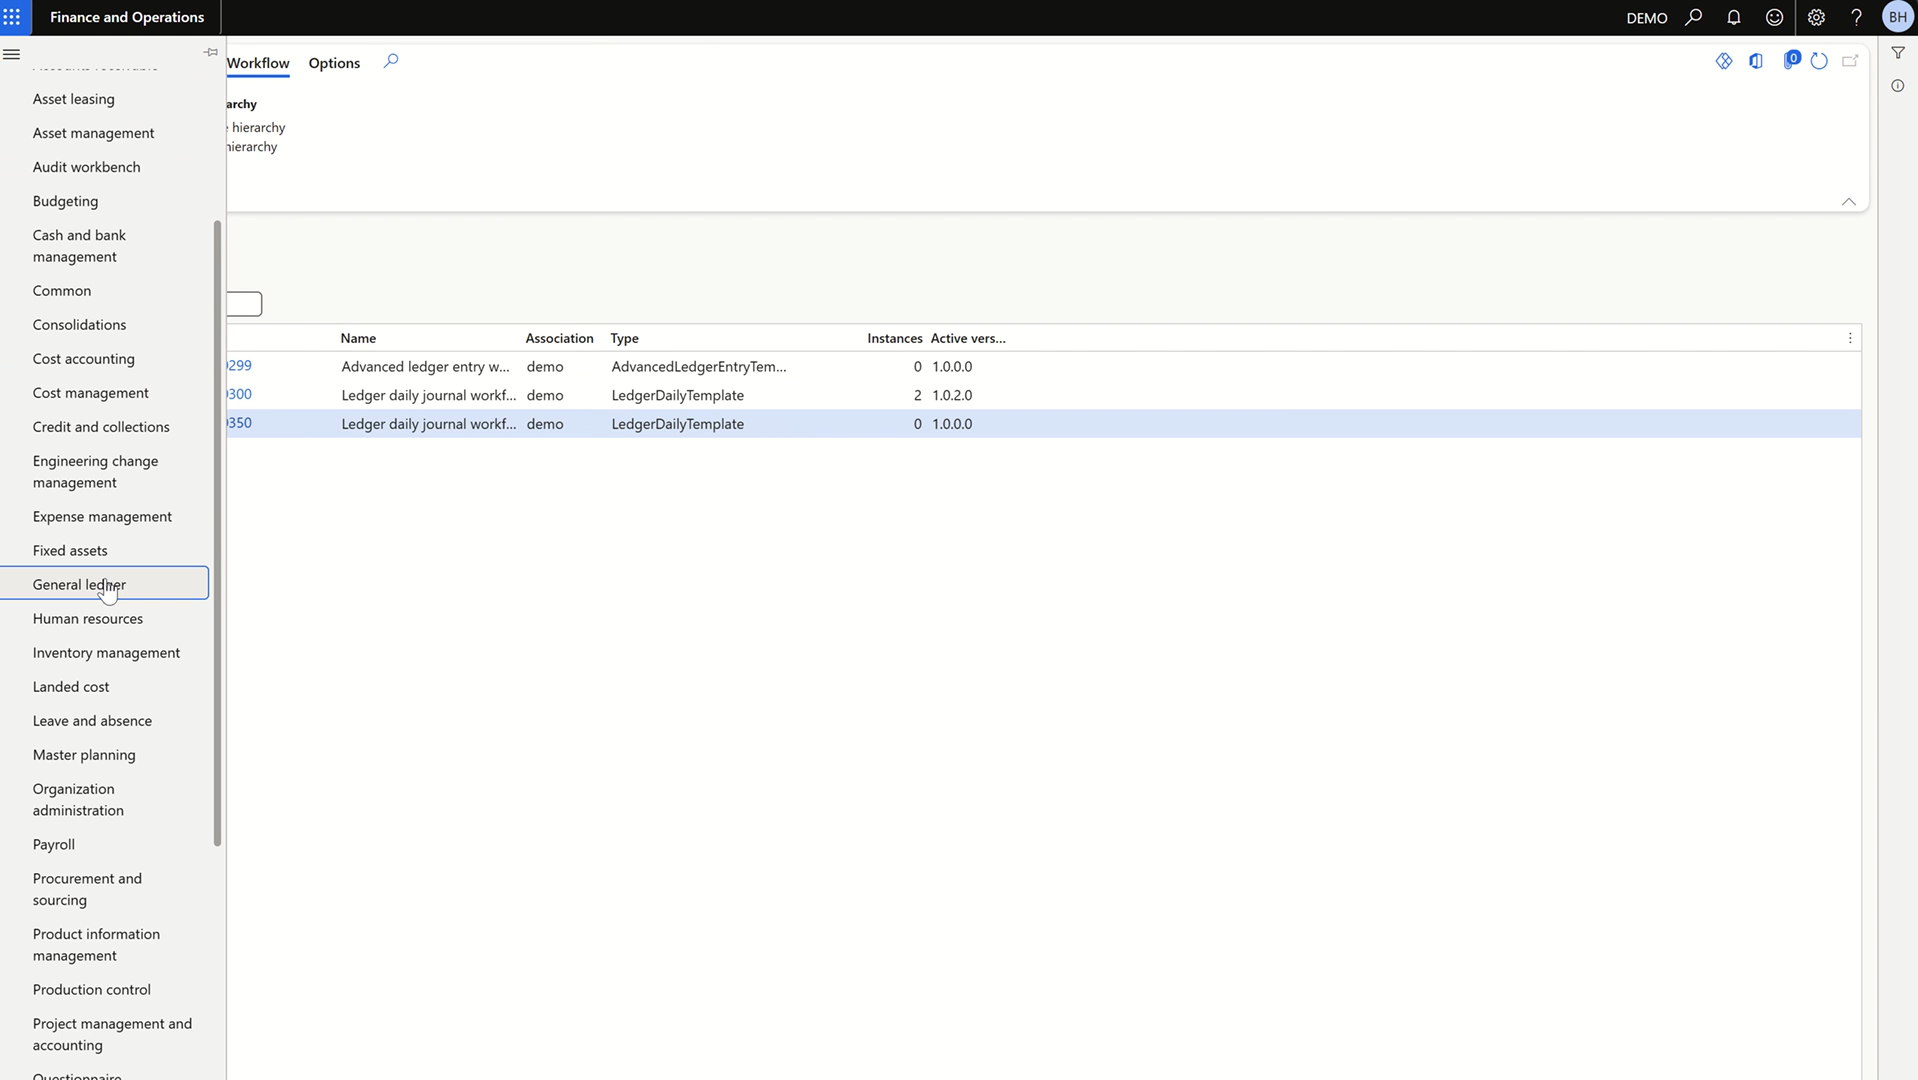 Finance and Operations
DEMO
BH
Workflow
Options
0
archy
hierarchy
hierarchy
Asset leasing
Asset management
Audit workbench
Budgeting
Cash and bank
management
Common
Consolidations
Cost accounting
Cost management
Credit and collections
Engineering change
management
Expense management
Fixed assets
General ledger
Human resources
Inventory management
Landed cost
Leave and absence
Master planning
Organization
administration
Payroll
Procurement and
sourcing
Product information
management
Production control
Project management and
accounting
Questionnaire
Name Association Type Instances Active vers...
0299 Advanced ledger entry w... demo AdvancedLedgerEntryTem... 0 1.0.0.0
0300 Ledger daily journal workf... demo LedgerDailyTemplate 2 1.0.2.0
0350 Ledger daily journal workf... demo LedgerDailyTemplate 0 1.0.0.0